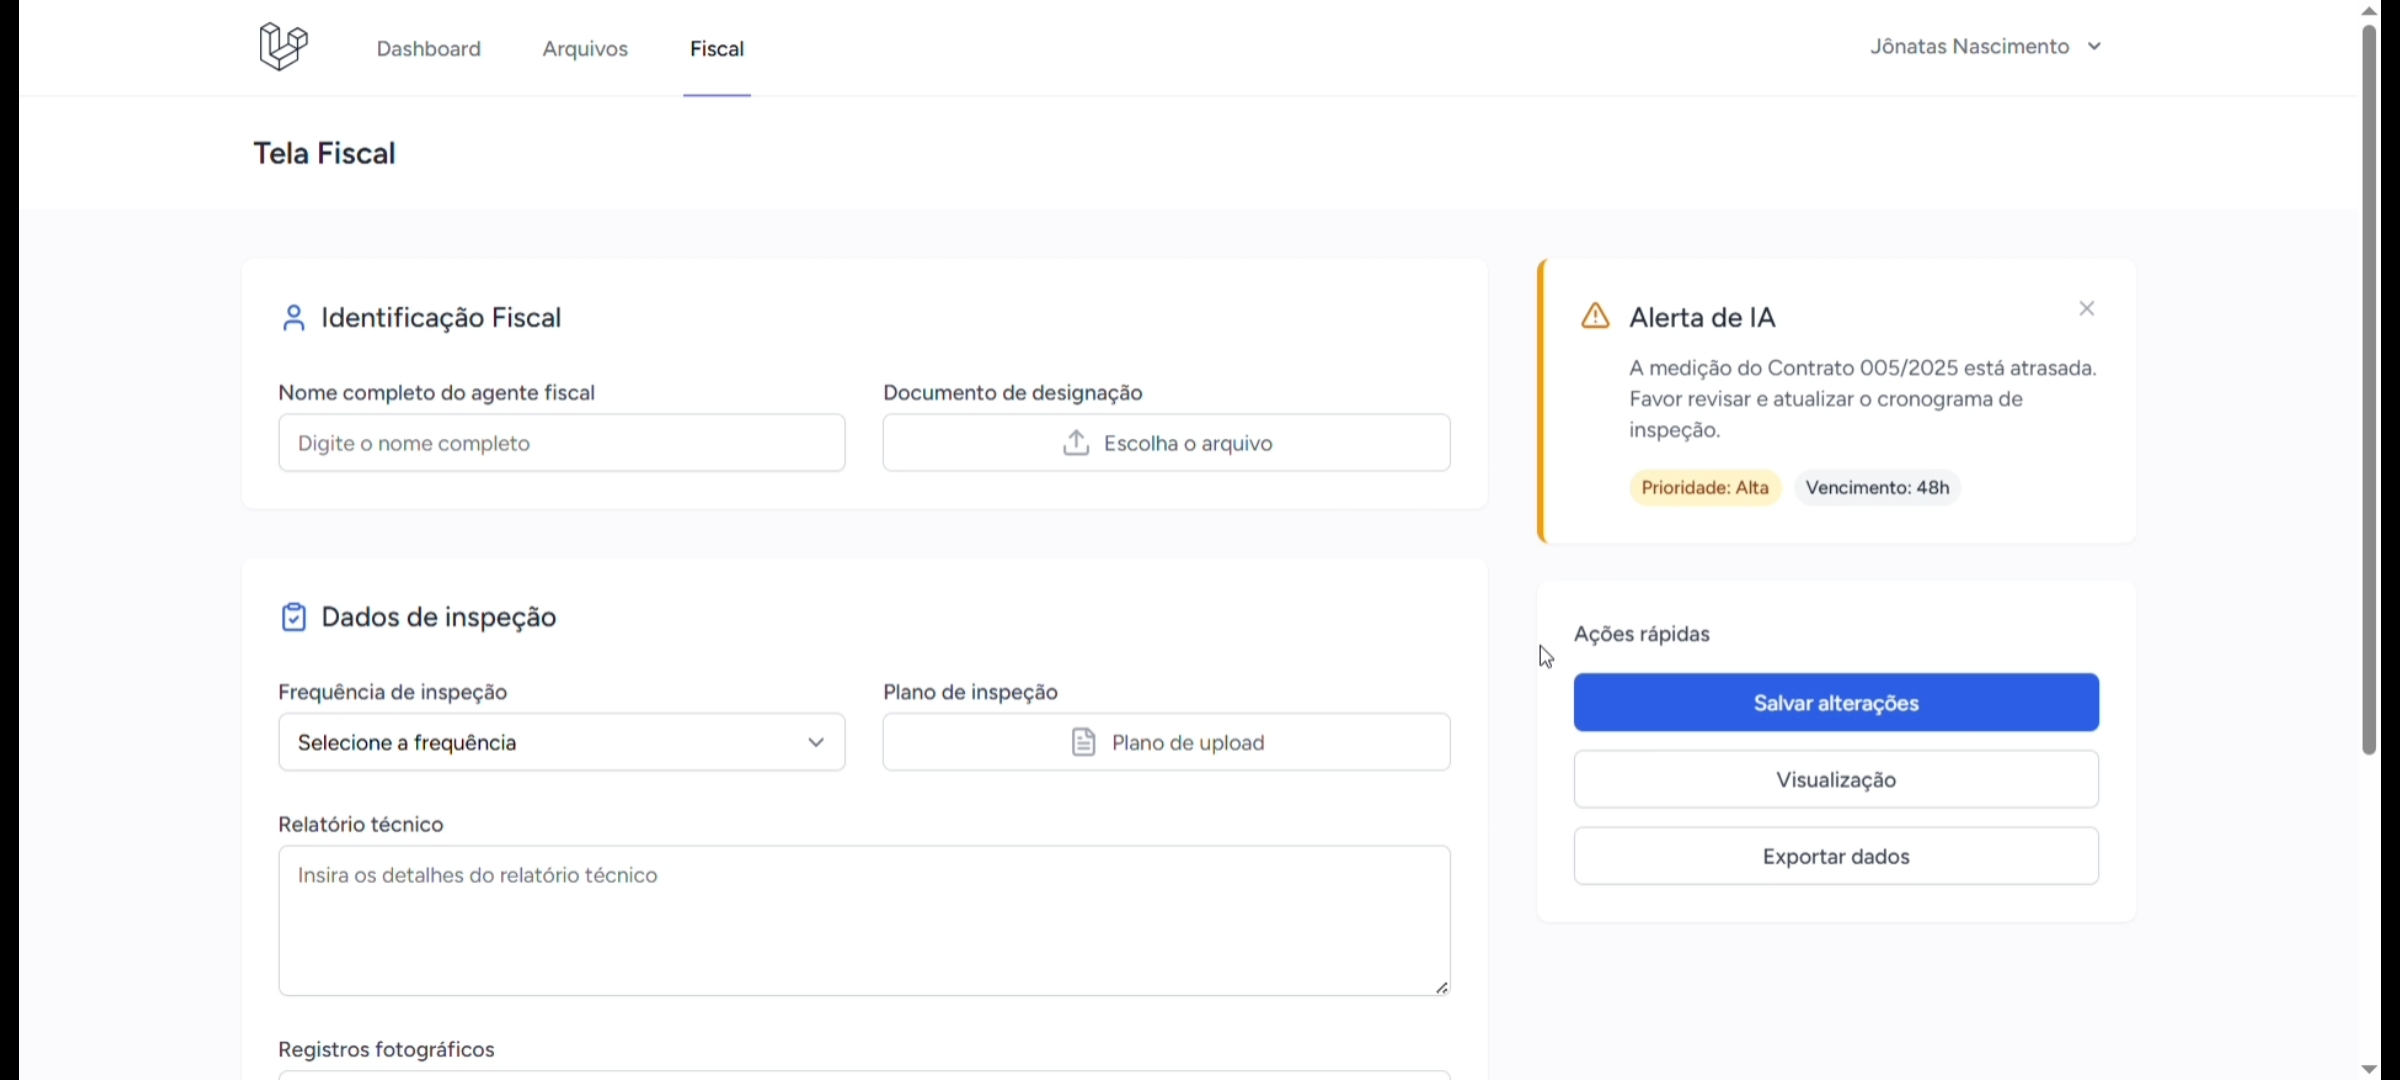 Dashboard
Arquivos
Fiscal
Jônatas Nascimento
Tela Fiscal
Identificação Fiscal
Nome completo do agente fiscal
Digite o nome completo
Documento de designação
Escolha o arquivo
Dados de inspeção
Frequência de inspeção
Selecione a frequência
Plano de inspeção
Plano de upload
Relatório técnico
Insira os detalhes do relatório técnico
Registros fotográficos
Alerta de IA
A medição do Contrato 005/2025 está atrasada.
Favor revisar e atualizar o cronograma de
inspeção.
Prioridade: Alta
Vencimento: 48h
Ações rápidas
Salvar alterações
Visualização
Exportar dados